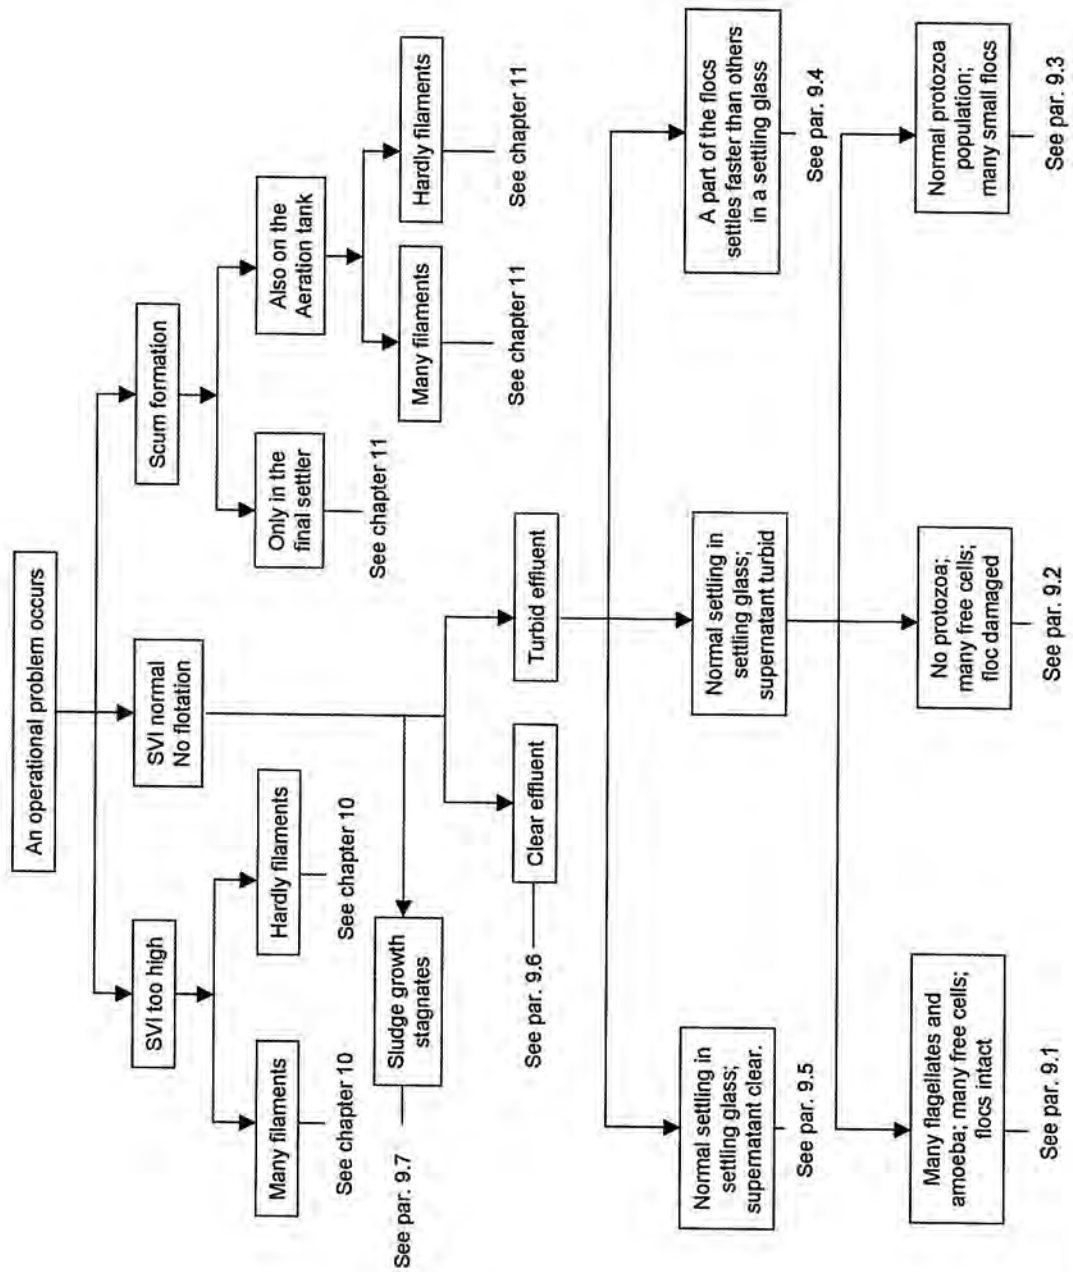 An operational problem occurs
SVI too high
SVI normal
No flotation
Scum formation
Many filaments
Hardly filaments
Only in the
final settler
Also on the
Aeration tank
See chapter 10
See chapter 10
See chapter 11
Many filaments
Hardly filaments
See chapter 11
See chapter 11
Sludge growth
stagnates
See par. 9.7
Clear effluent
Turbid effluent
See par. 9.6
Normal settling in
settling glass;
supernatant clear.
Normal settling in
settling glass;
supernatant turbid
A part of the flocs
settles faster than others
in a settling glass
See par. 9.5
See par. 9.4
Many flagellates and
amoeba; many free cells;
flocs intact
No protozoa;
many free cells;
floc damaged
Normal protozoa
population;
many small flocs
See par. 9.1
See par. 9.2
See par. 9.3